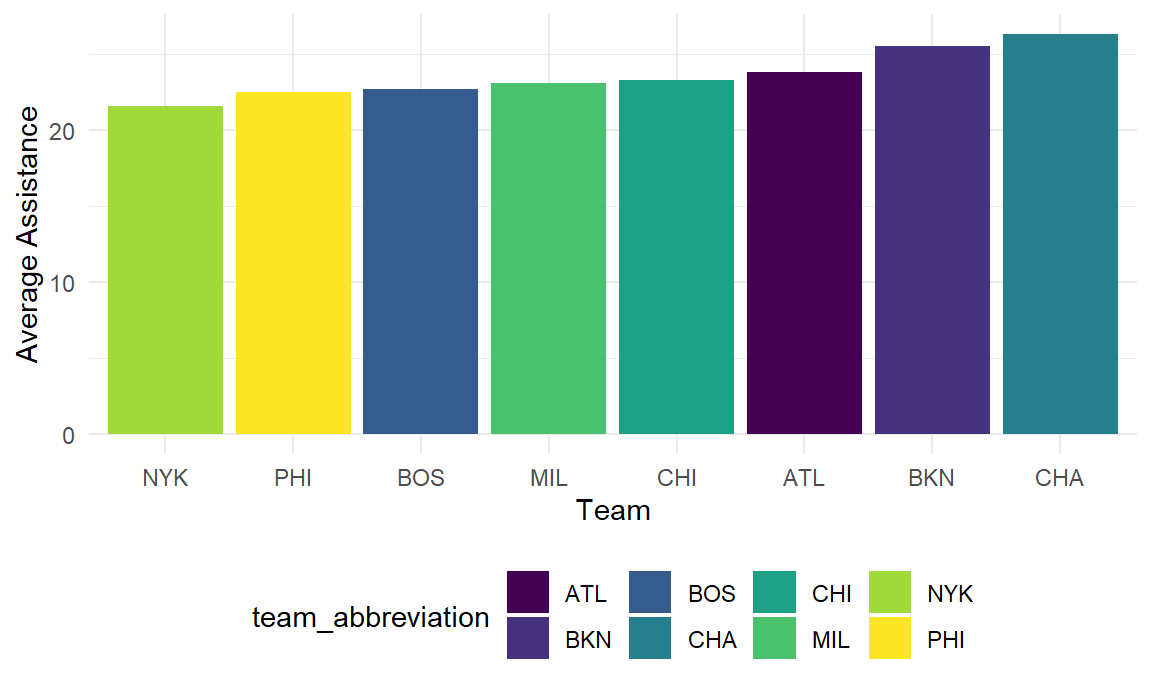 Average Assistance
20
10
0
NYK PHI BOS MIL CHI ATL BKN CHA
Team
team_abbreviation
ATL BOS CHI NYK
BKN CHA MIL PHI